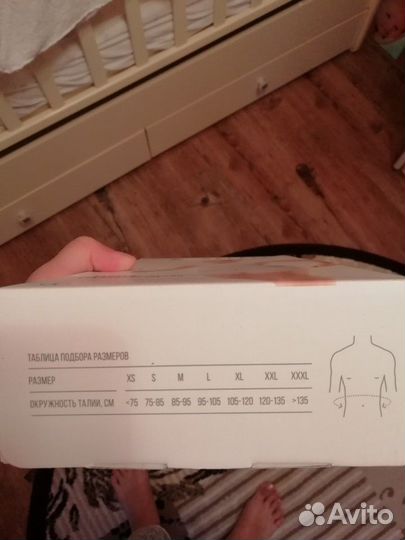 ТАБЛИЦА ПОДБОРА РАЗМЕРОВ
РАЗМЕР XS S M L XL XXL XXXL
ОКРУЖНОСТЬ ТАЛИИ, СМ <75 75-85 85-95 95-105 105-120 120-135 >135
Avito